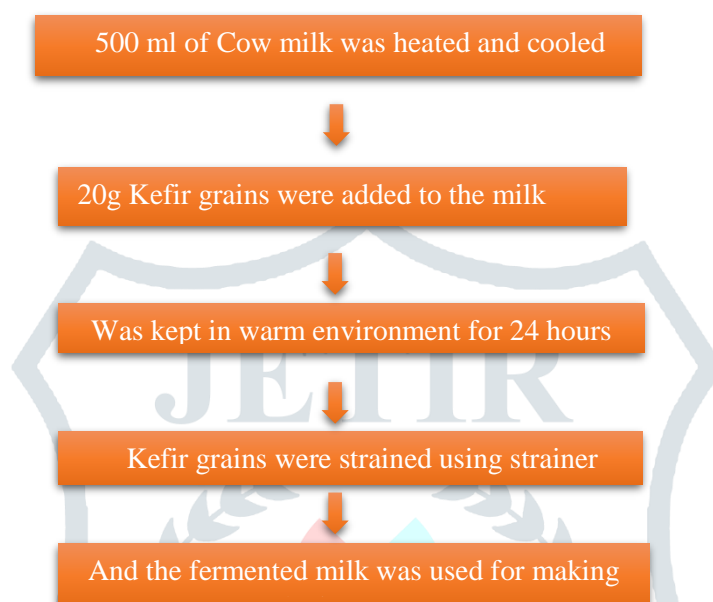 500 ml of Cow milk was heated and cooled
20g Kefir grains were added to the milk
Was kept in warm environment for 24 hours
JETIR
Kefir grains were strained using strainer
And the fermented milk was used for making